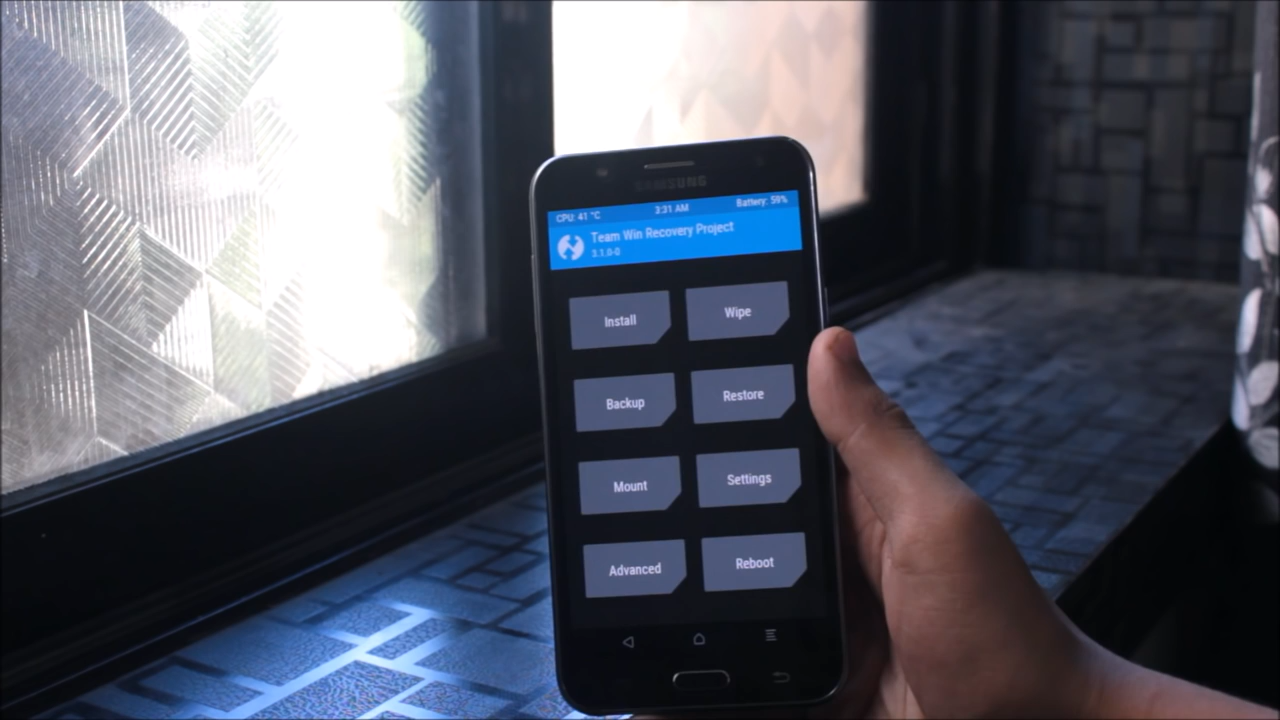 SAMSUNG
CPU: 41 °C 3:31 AM Battery: 59%
Team Win Recovery Project
3.1.0-0
Install Wipe
Backup Restore
Mount Settings
Advanced Reboot